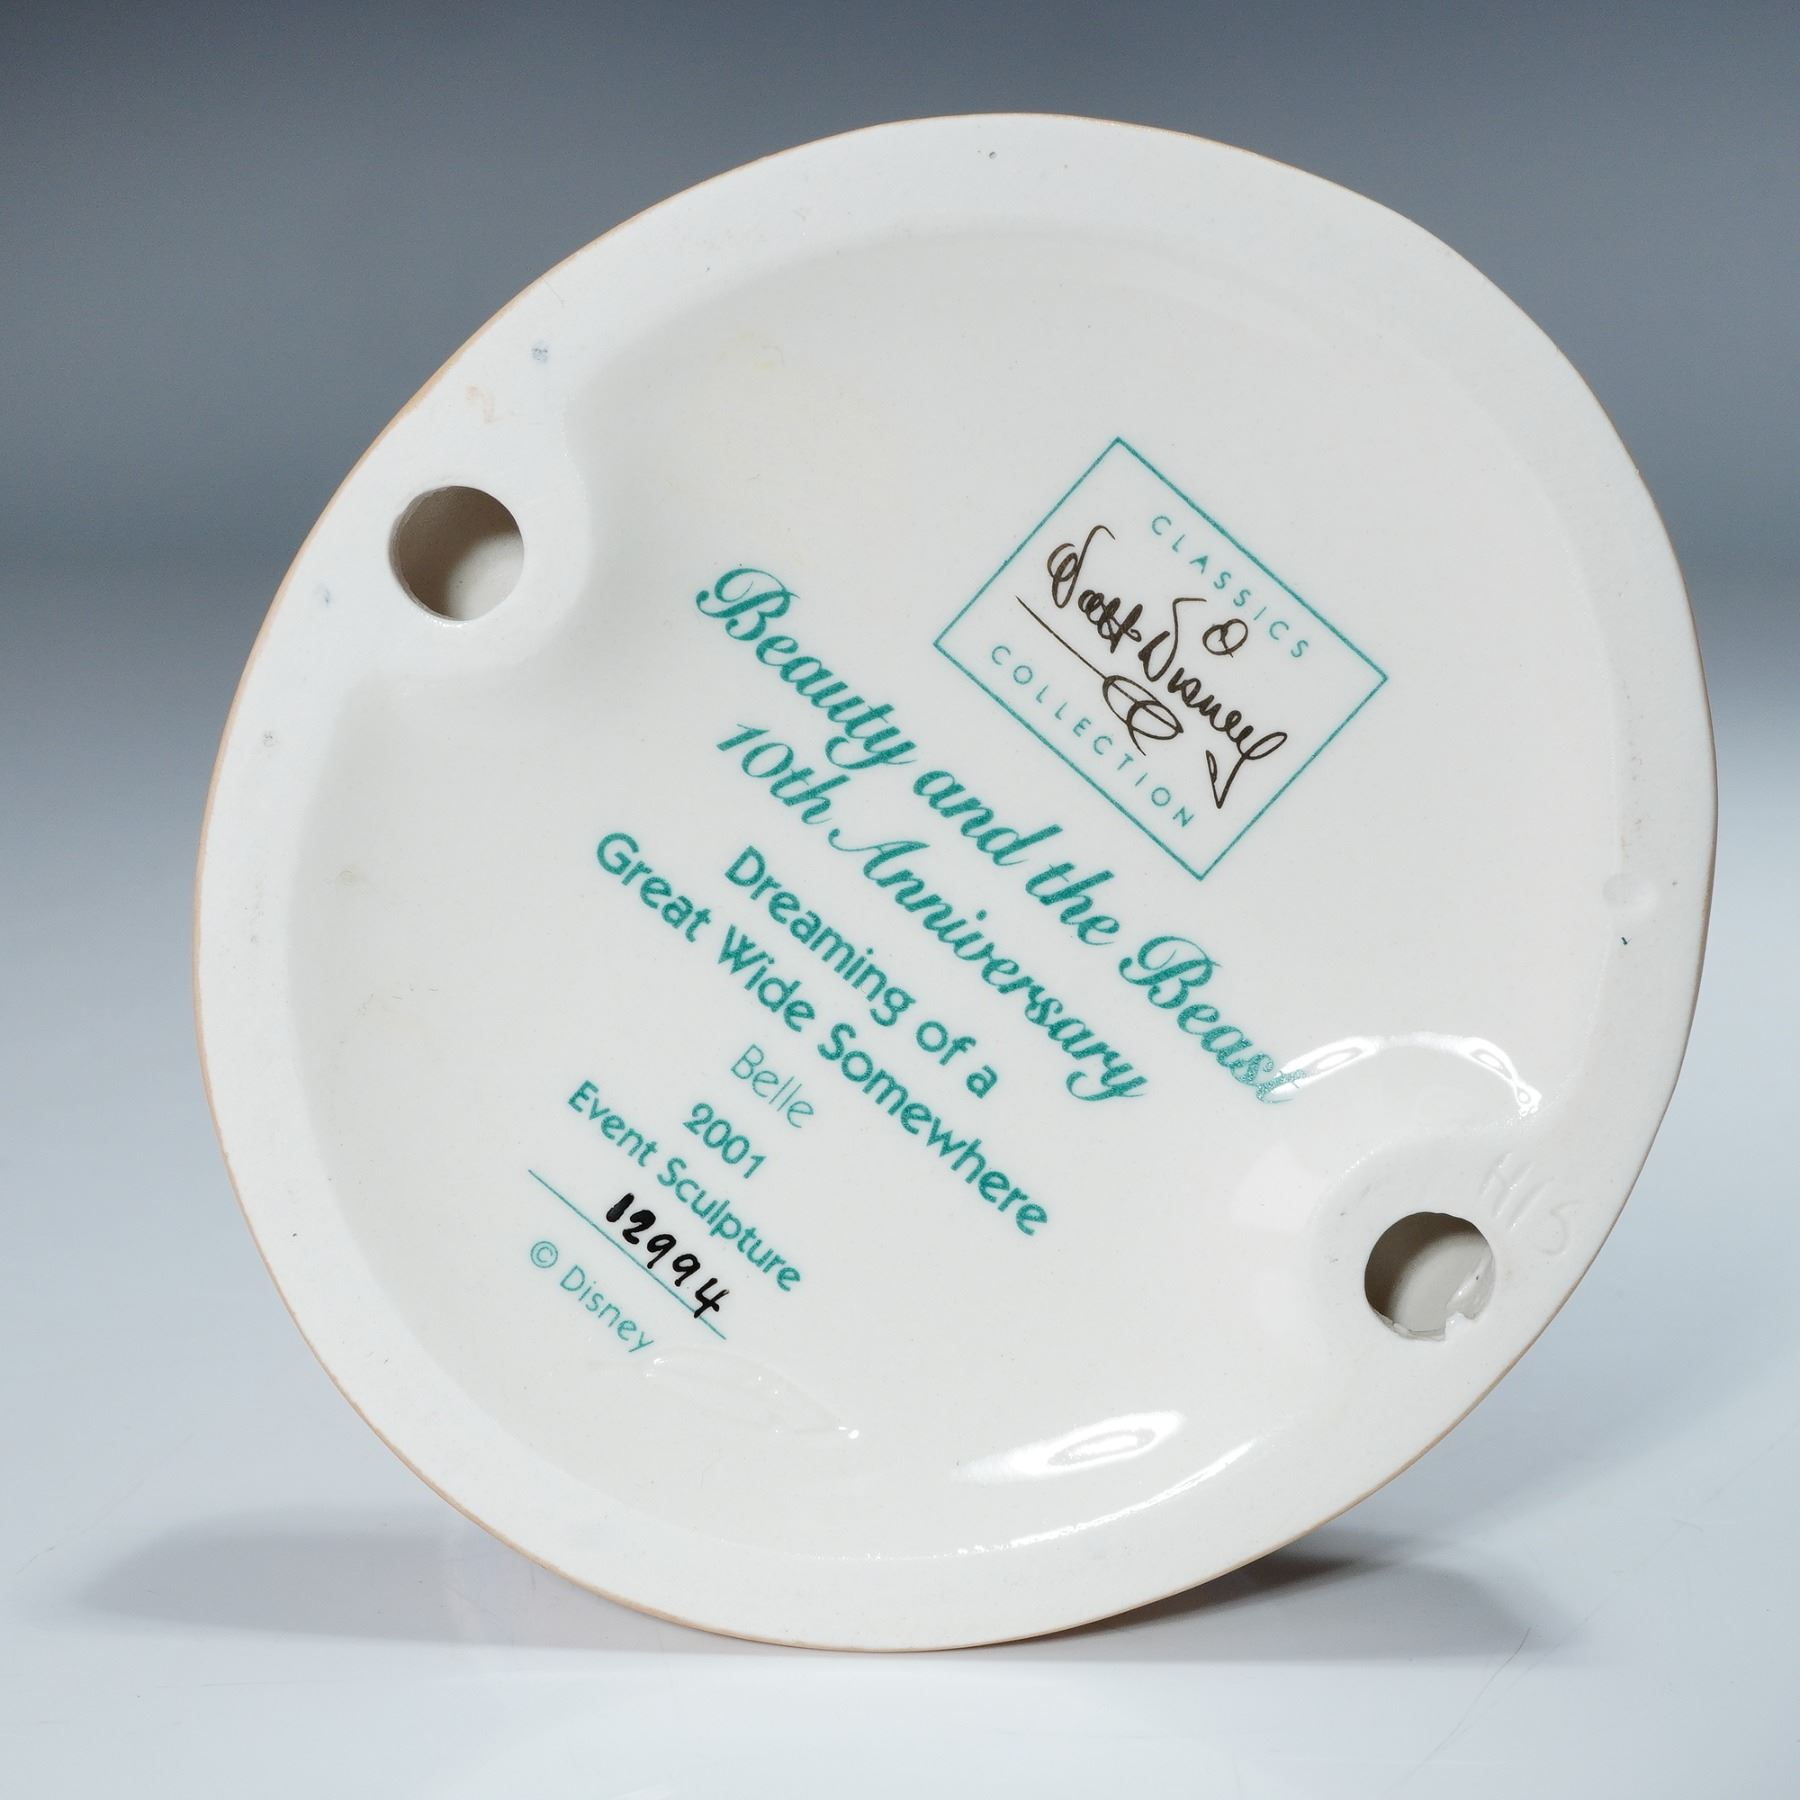 CLASSICS
Walt Disney
COLLECTION
Beauty and the Beast
10th Anniversary
Dreaming of a
Great Wide Somewhere
Belle
2001
Event Sculpture
12994
© Disney